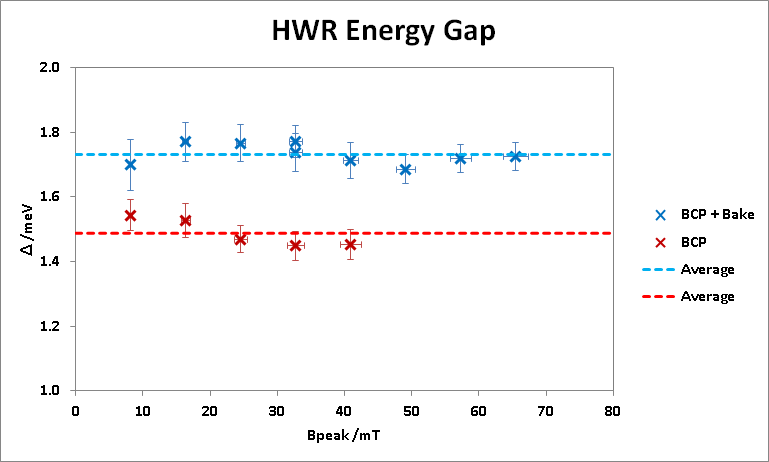 HWR Energy Gap
2.0
1.8
1.6
1.4
1.2
1.0
Δ /meV
0
10
20
30
40
50
60
70
80
Bpeak /mT
BCP + Bake
BCP
Average
Average